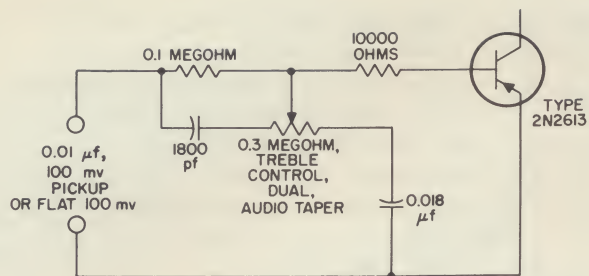 0.1 MEGOHM
10000
OHMS
TYPE
2N2613
0.01 µf,
100 mv
PICKUP
OR FLAT 100 mv
1800
pf
0.3 MEGOHM,
TREBLE
CONTROL,
DUAL,
AUDIO TAPER
0.018
µf